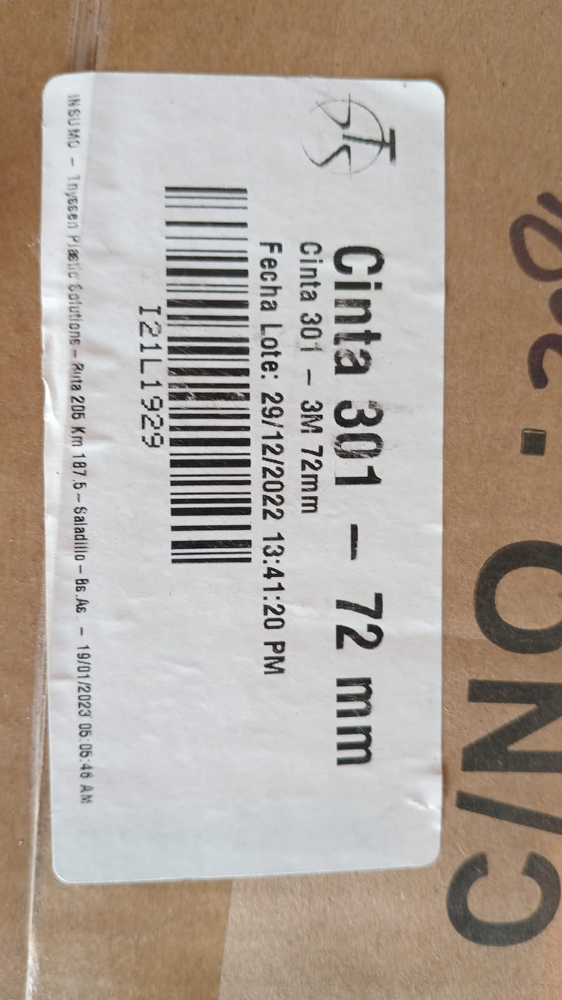 Cinta 301 - 72 mm
Cinta 301 - 3M 72mm
Fecha Lote: 29/12/2022 13:41:20 PM
I21L1929
INSUMO - Thyssen Plastic Solutions - Ruta 205 Km 187.5 - Saladillo - Bs.As. - 19/01/2023 05:05:46 AM
C/NO.